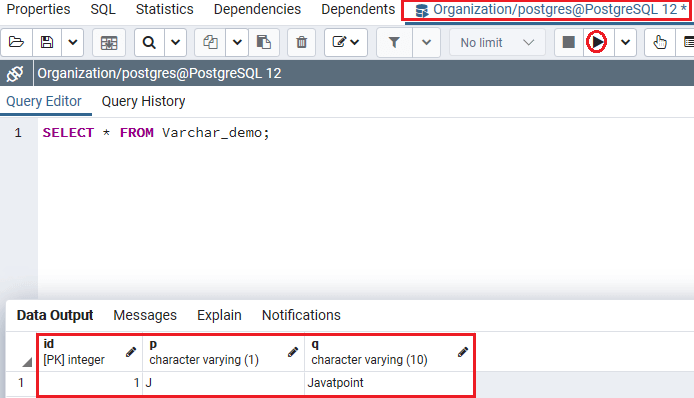 Properties SQL Statistics Dependencies Dependents Organization/postgres@PostgreSQL 12 *
No limit
Organization/postgres@PostgreSQL 12
Query Editor Query History
1 SELECT * FROM Varchar_demo;
Data Output Messages Explain Notifications
id p q
[PK] integer character varying (1) character varying (10)
1 1 J Javatpoint